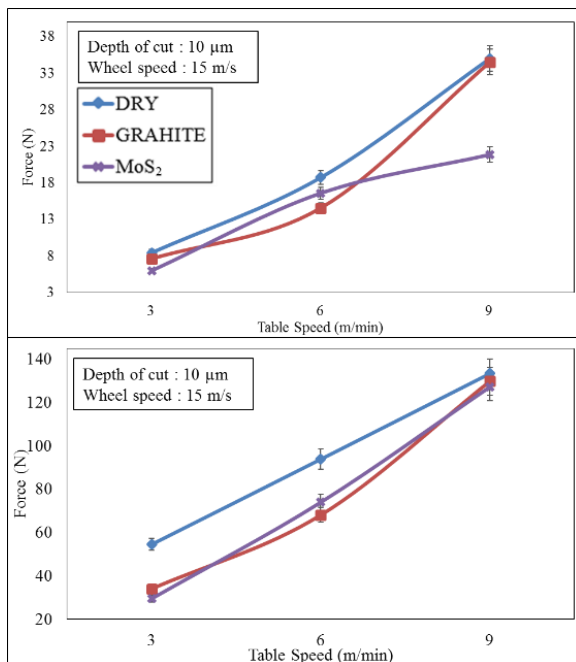 38
33
28
23
18
13
8
3
Force (N)
Depth of cut : 10 µm
Wheel speed : 15 m/s
DRY
GRAHITE
MoS₂
3 6 9
Table Speed (m/min)
140
120
100
80
60
40
20
Force (N)
Depth of cut : 10 µm
Wheel speed : 15 m/s
3 6 9
Table Speed (m/min)